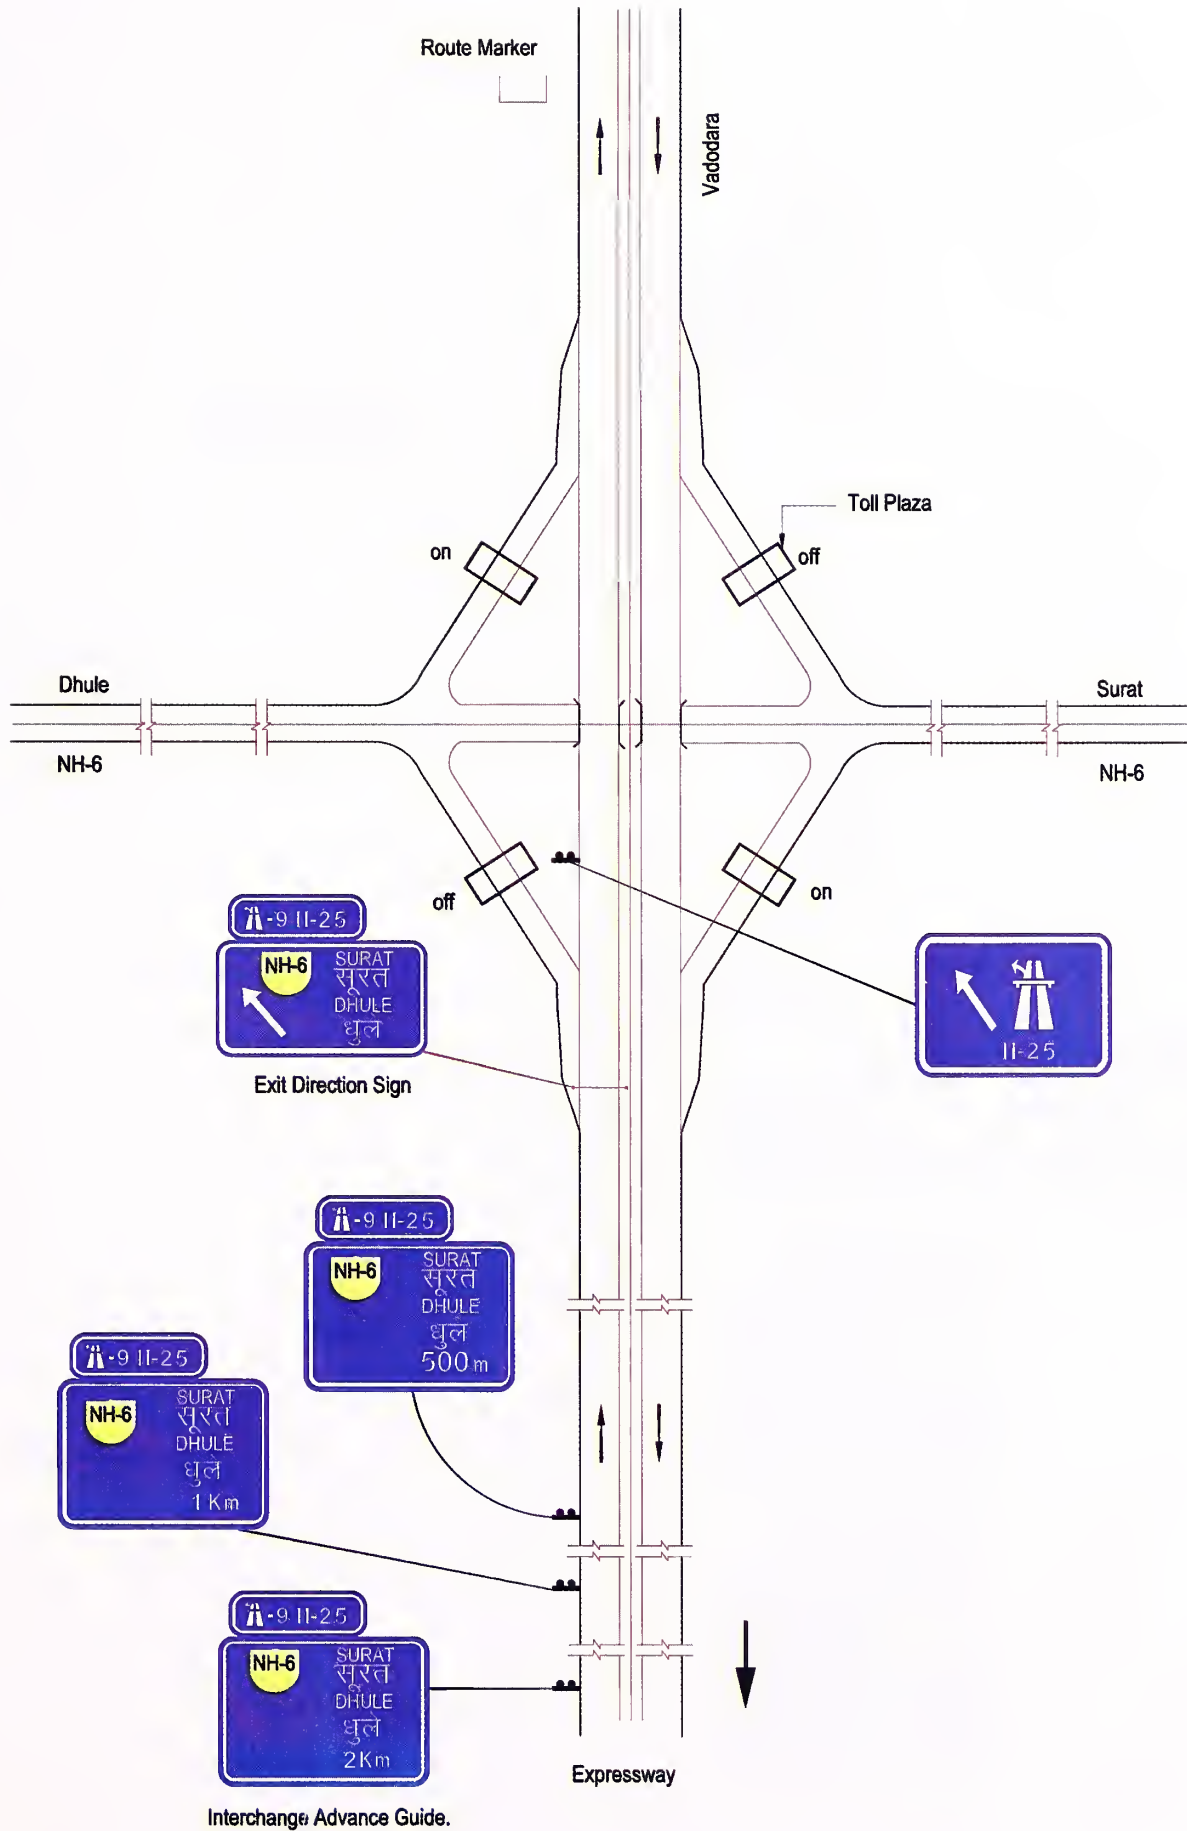 Route Marker
Vadodara
Toll Plaza
on
off
Dhule
Surat
NH-6
NH-6
off
on
-9 II-25
NH-6
SURAT
सूरत
DHULE
धुले
Exit Direction Sign
II-25
-9 II-25
NH-6
SURAT
सूरत
DHULE
धुले
500 m
-9 II-25
NH-6
SURAT
सूरत
DHULE
धुले
1 Km
-9 II-25
NH-6
SURAT
सूरत
DHULE
धुले
2 Km
Expressway
Interchange Advance Guide.